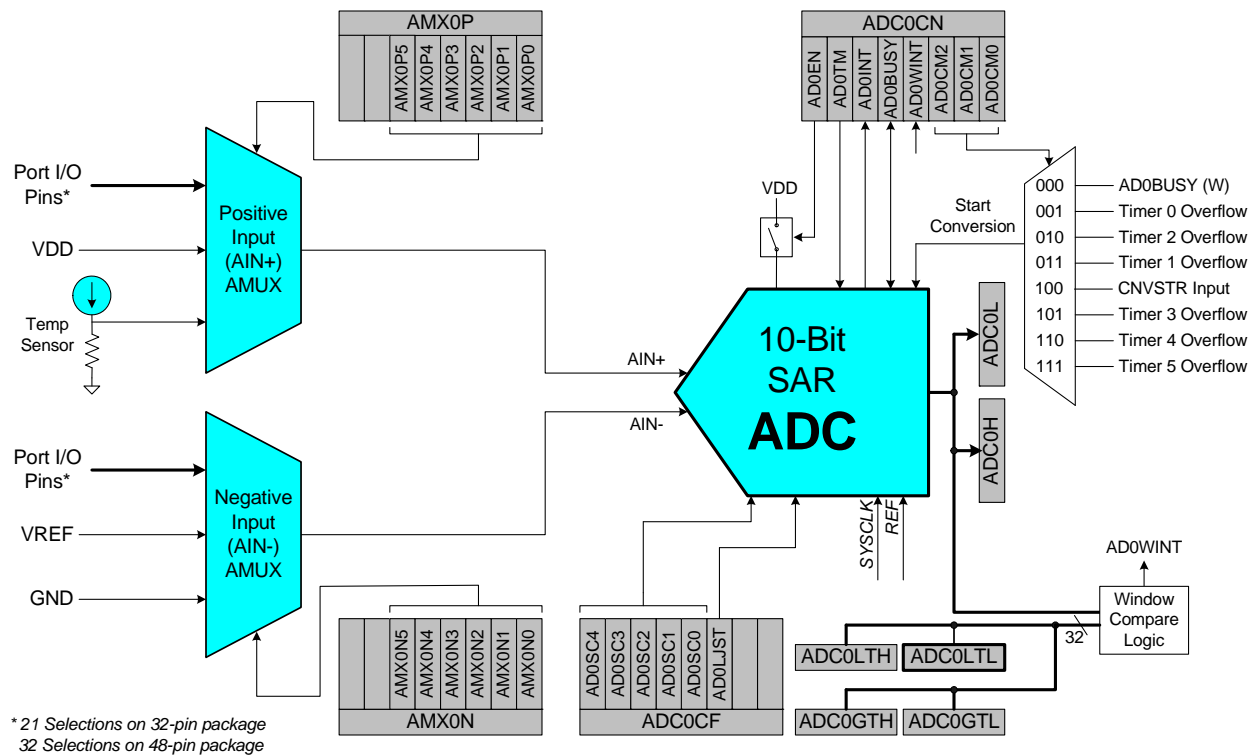 AMX0P
AMX0P5
AMX0P4
AMX0P3
AMX0P2
AMX0P1
AMX0P0
ADC0CN
AD0EN
AD0TM
AD0INT
AD0BUSY
AD0WINT
AD0CM2
AD0CM1
AD0CM0
Port I/O
Pins*
VDD
Temp
Sensor
Positive
Input
(AIN+)
AMUX
VDD
Start
Conversion
000
AD0BUSY (W)
001
Timer 0 Overflow
010
Timer 2 Overflow
011
Timer 1 Overflow
100
CNVSTR Input
101
Timer 3 Overflow
110
Timer 4 Overflow
111
Timer 5 Overflow
AIN+
AIN-
10-Bit
SAR
ADC
ADC0L
ADC0H
Port I/O
Pins*
VREF
GND
Negative
Input
(AIN-)
AMUX
SYSCLK
REF
AD0WINT
Window
Compare
Logic
32
AMX0N5
AMX0N4
AMX0N3
AMX0N2
AMX0N1
AMX0N0
AMX0N
AD0SC4
AD0SC3
AD0SC2
AD0SC1
AD0SC0
AD0LJST
ADC0CF
ADC0LTH
ADC0LTL
ADC0GTH
ADC0GTL
* 21 Selections on 32-pin package
32 Selections on 48-pin package